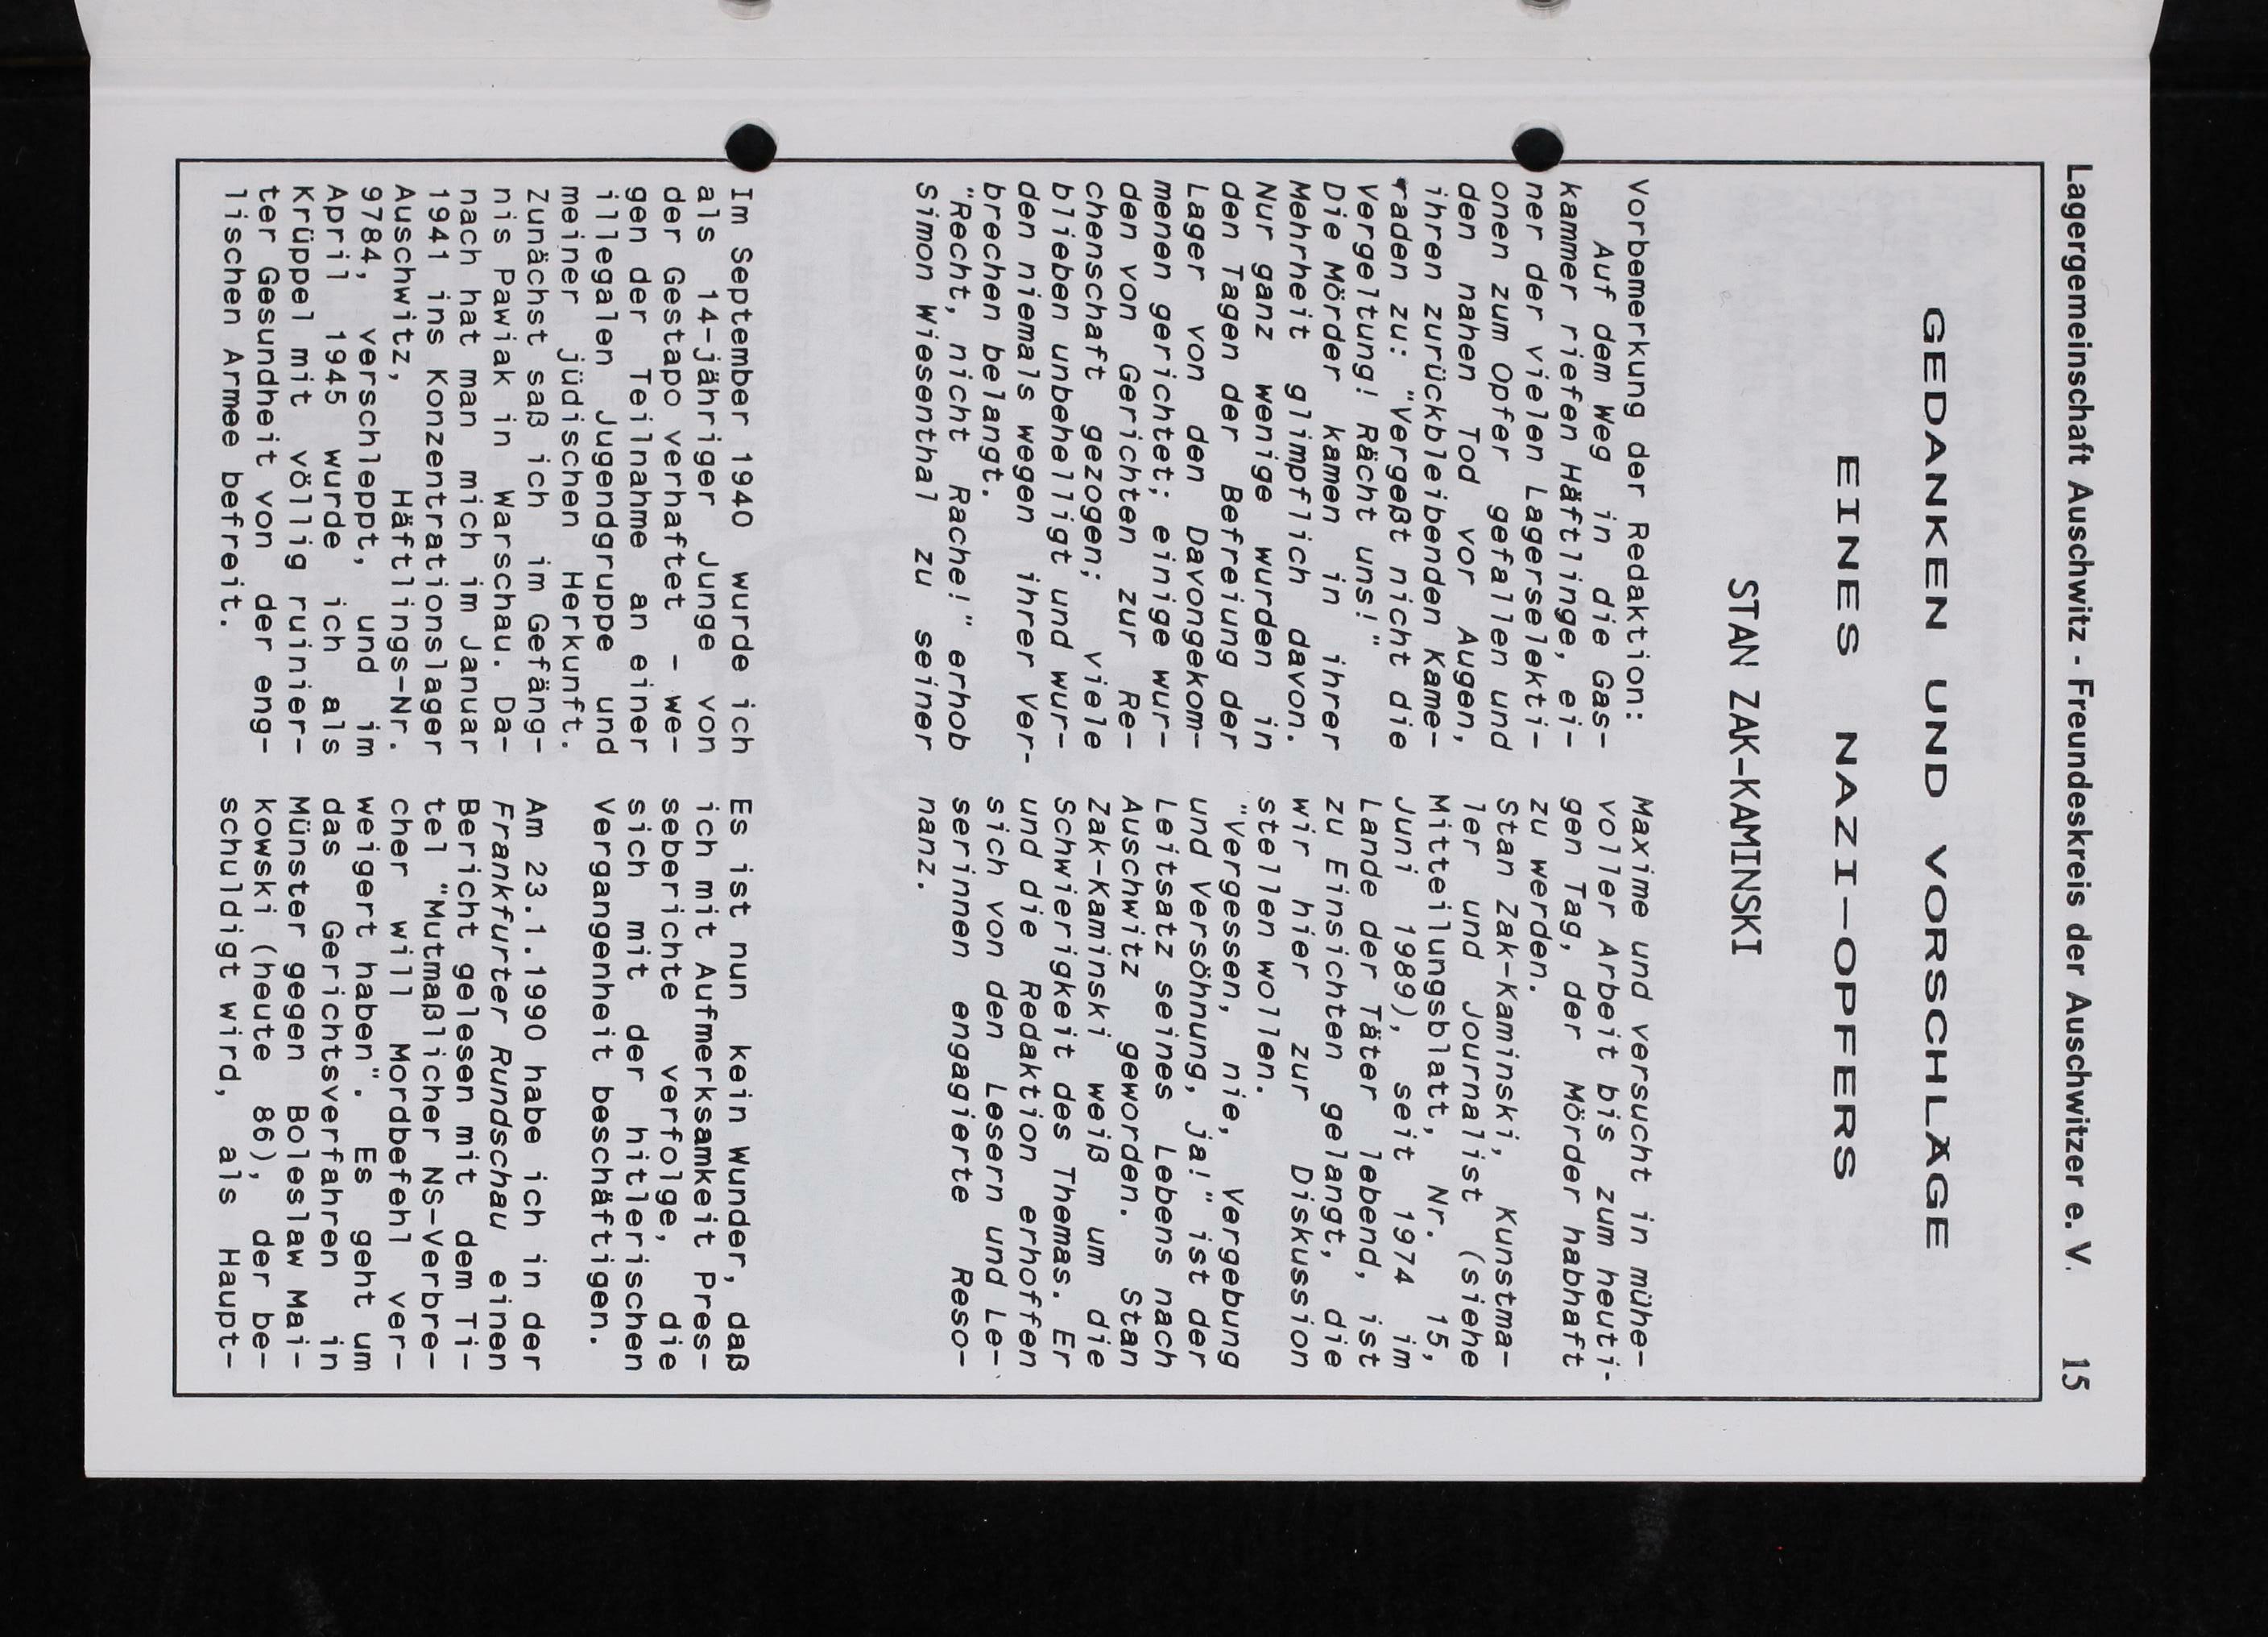 Lagergemeinschaft Auschwitz - Freundeskreis der Auschwitzer e. V. 15
GEDANKEN UND VORSCHLÄGE
EINES NAZI-OPFERS
STAN ZAK-KAMINSKI
Vorbemerkung der Redaktion:
Auf dem Weg in die Gas-
kammer riefen Häftlinge, ei-
ner der vielen Lagerselekti-
onen zum Opfer gefallen und
den nahen Tod vor Augen,
ihren zurückbleibenden Kame-
raden zu: "Vergeßt nicht die
Vergeltung! Rächt uns!"
Die Mörder kamen in ihrer
Mehrheit glimpflich davon.
Nur ganz wenige wurden in
den Tagen der Befreiung der
Lager von den Davongekom-
menen gerichtet; einige wur-
den von Gerichten zur Re-
chenschaft gezogen; viele
blieben unbehelligt und wur-
den niemals wegen ihrer Ver-
brechen belangt.
"Recht, nicht Rache!" erhob
Simon Wiesenthal zu seiner
Maxime und versucht in mühe-
voller Arbeit bis zum heuti-
gen Tag, der Mörder habhaft
zu werden.
Stan Zak-Kaminski, Kunstma-
ler und Journalist (siehe
Mitteilungsblatt, Nr. 15,
Juni 1989), seit 1974 im
Lande der Täter lebend, ist
zu Einsichten gelangt, die
wir hier zur Diskussion
stellen wollen.
"Vergessen, nie, Vergebung
und Versöhnung, ja!" ist der
Leitsatz seines Lebens nach
Auschwitz geworden. Stan
Zak-Kaminski weiß um die
Schwierigkeit des Themas. Er
und die Redaktion erhoffen
sich von den Lesern und Le-
serinnen engagierte Reso-
nanz.
Im September 1940 wurde ich
als 14-jähriger Junge von
der Gestapo verhaftet - we-
gen der Teilnahme an einer
illegalen Jugendgruppe und
meiner jüdischen Herkunft.
Zunächst saß ich im Gefäng-
nis Pawiak in Warschau. Da-
nach hat man mich im Januar
1941 ins Konzentrationslager
Auschwitz, Häftlings-Nr.
9784, verschleppt, und im
April 1945 wurde ich als
Krüppel mit völlig ruinier-
ter Gesundheit von der eng-
lischen Armee befreit.
Es ist nun kein Wunder, daß
ich mit Aufmerksamkeit Pres-
seberichte verfolge, die
sich mit der hitlerischen
Vergangenheit beschäftigen.
Am 23.1.1990 habe ich in der
Frankfurter Rundschau einen
Bericht gelesen mit dem Ti-
tel "Mutmaßlicher NS-Verbre-
cher will Mordbefehl ver-
weigert haben". Es geht um
das Gerichtsverfahren in
Münster gegen Boleslaw Mai-
kowski (heute 86), der be-
schuldigt wird, als Haupt-